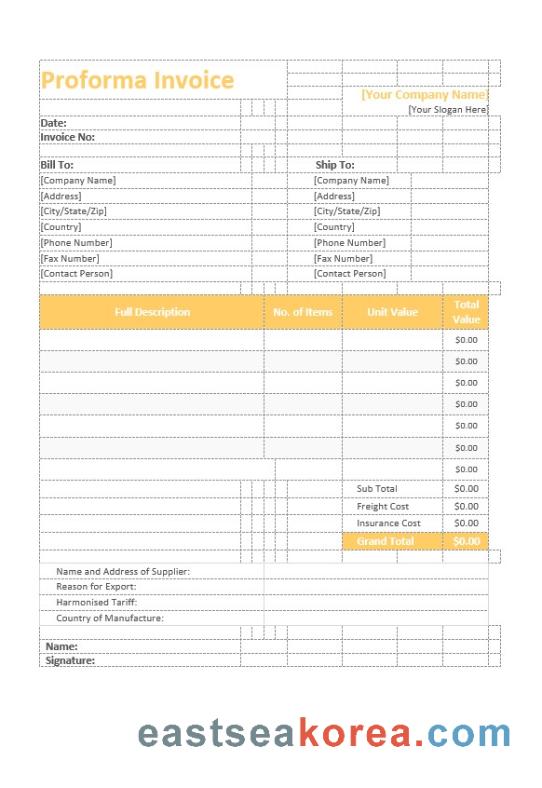 Proforma Invoice
[Your Company Name]
[Your Slogan Here]
Date:
Invoice No:
Bill To: Ship To:
[Company Name] [Company Name]
[Address] [Address]
[City/State/Zip] [City/State/Zip]
[Country] [Country]
[Phone Number] [Phone Number]
[Fax Number] [Fax Number]
[Contact Person] [Contact Person]
Full Description No. of Items Unit Value Total Value
$0.00
$0.00
$0.00
$0.00
$0.00
$0.00
$0.00
Sub Total $0.00
Freight Cost $0.00
Insurance Cost $0.00
Grand Total $0.00
Name and Address of Supplier:
Reason for Export:
Harmonised Tariff:
Country of Manufacture:
Name:
Signature:
eastseakorea.com